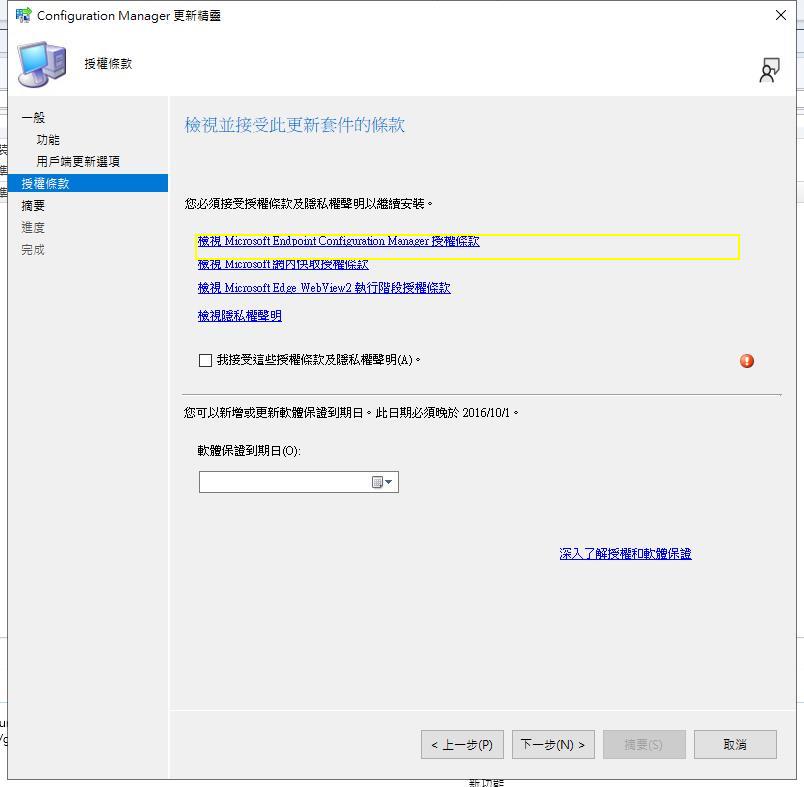 Configuration Manager 更新精靈
授權條款
一般
功能
用戶端更新選項
授權條款
摘要
進度
完成
檢視並接受此更新套件的條款
您必須接受授權條款及隱私權聲明以繼續安裝。
檢視 Microsoft Endpoint Configuration Manager 授權條款
檢視 Microsoft 網內快取授權條款
檢視 Microsoft Edge WebView2 執行階段授權條款
檢視隱私權聲明
我接受這些授權條款及隱私權聲明(A)。
您可以新增或更新軟體保證到期日。此日期必須晚於 2016/10/1。
軟體保證到期日(O):
深入了解授權和軟體保證
< 上一步(P)
下一步(N) >
摘要(S)
取消